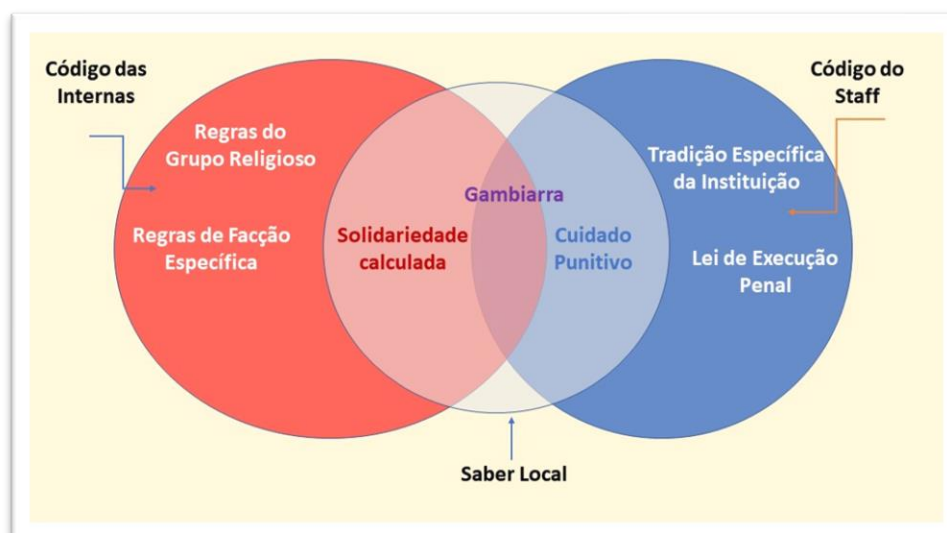 Código das
Internas
Código do
Staff
Regras do
Grupo Religioso
Tradição Específica
da Instituição
Gambiarra
Regras de Facção
Específica
Solidariedade
calculada
Cuidado
Punitivo
Lei de Execução
Penal
Saber Local